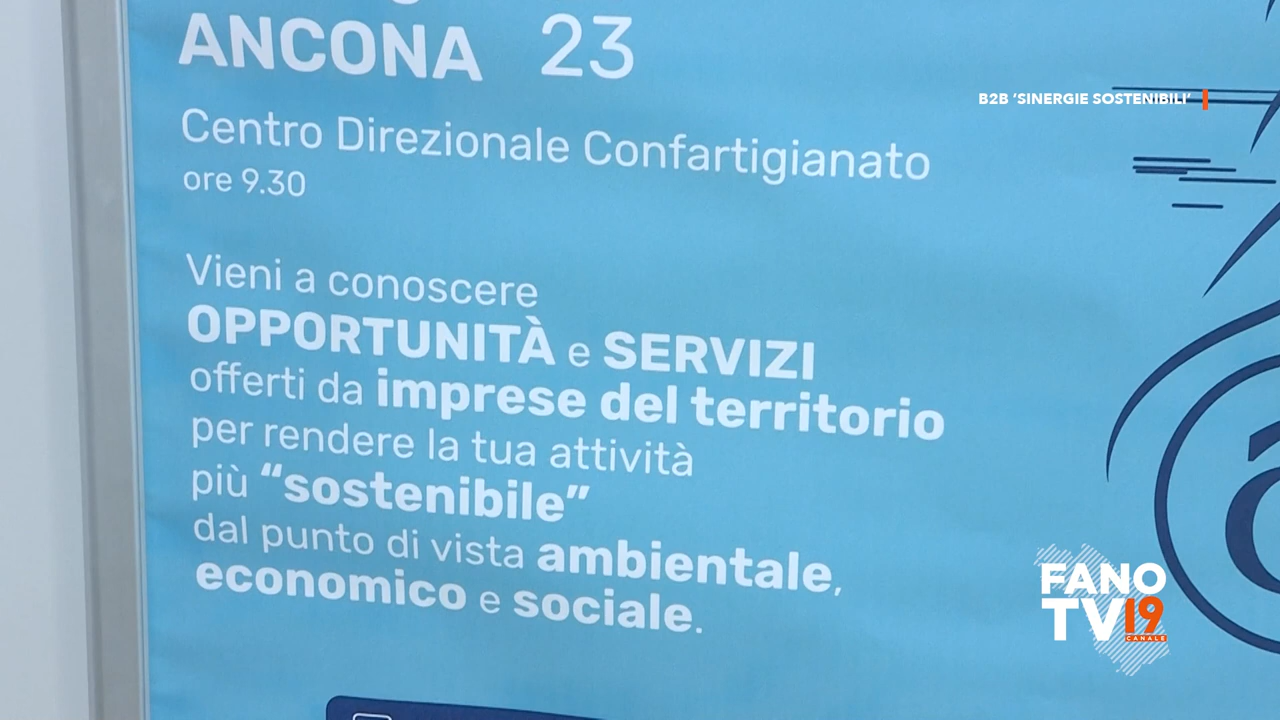 ANCONA 23
Centro Direzionale Confartigianato
ore 9.30
Vieni a conoscere
OPPORTUNITÀ e SERVIZI
offerti da imprese del territorio
per rendere la tua attività
più “sostenibile”
dal punto di vista ambientale,
economico e sociale.
B2B ‘SINERGIE SOSTENIBILI’
FANO
TV19
CANALE